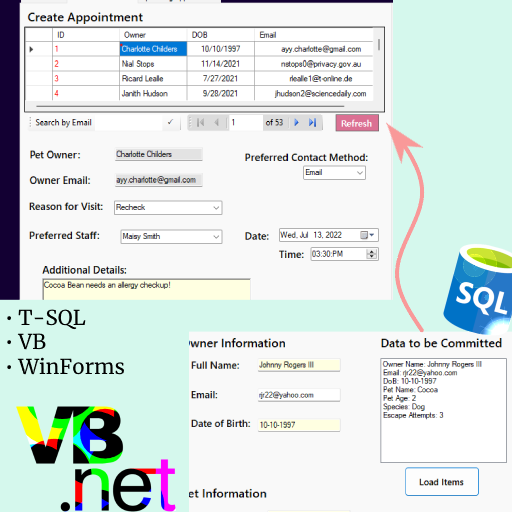 Create Appointment
ID Owner DOB Email
1 Charlotte Childers 10/10/1997 ayy.charlotte@gmail.com
2 Nial Stops 11/14/2021 nstops0@privacy.gov.au
3 Ricard Lealle 7/27/2021 rlealle1@t-online.de
4 Janith Hudson 9/28/2021 jhudson2@sciencedaily.com
Search by Email 1 of 53 Refresh
Pet Owner: Charlotte Childers
Preferred Contact Method:
Email
Owner Email: ayy.charlotte@gmail.com
Reason for Visit: Recheck
Preferred Staff: Maisy Smith
Date: Wed, Jul 13, 2022
Time: 03:30:PM
Additional Details:
Cocoa Bean needs an allergy checkup!
SQL
• T-SQL
• VB
• WinForms
VB
.net
Owner Information
Full Name: Johnny Rogers III
Email: rjr22@yahoo.com
Date of Birth: 10-10-1997
et Information
Data to be Committed
Owner Name: Johnny Rogers III
Email: rjr22@yahoo.com
DoB: 10-10-1997
Pet Name: Cocoa
Pet Age: 2
Species: Dog
Escape Attempts: 3
Load Items